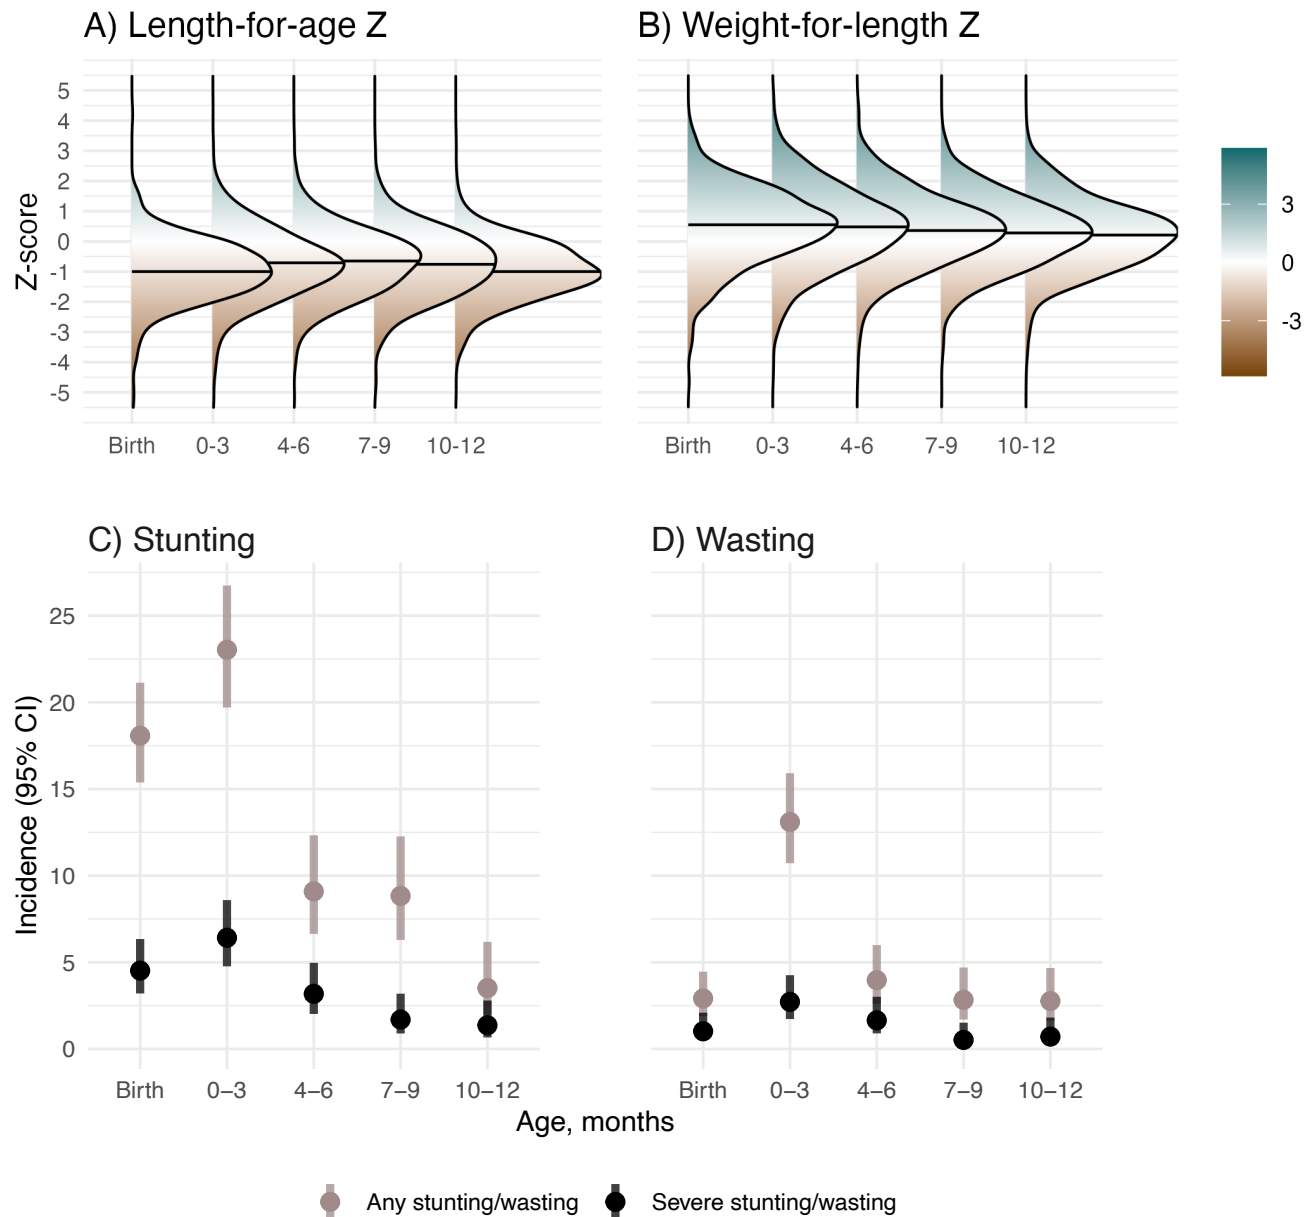 A) Length-for-age Z
B) Weight-for-length Z
Z-score
5
4
3
2
1
0
-1
-2
-3
-4
-5
Birth 0-3 4-6 7-9 10-12
Birth 0-3 4-6 7-9 10-12
3
0
-3
C) Stunting
D) Wasting
Incidence (95% CI)
25
20
15
10
5
0
Birth 0–3 4–6 7–9 10–12
Birth 0–3 4–6 7–9 10–12
Age, months
Any stunting/wasting Severe stunting/wasting